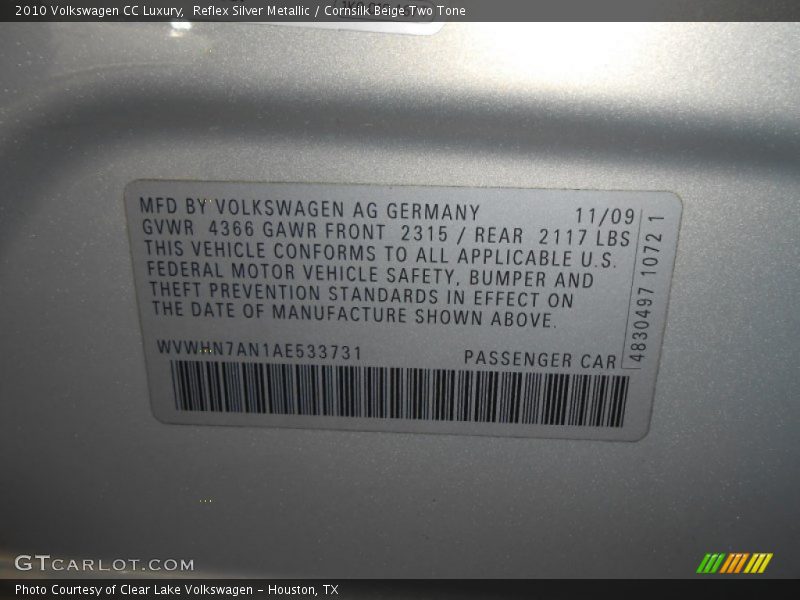 2010 Volkswagen CC Luxury, Reflex Silver Metallic / Cornsilk Beige Two Tone
MFD BY VOLKSWAGEN AG GERMANY 11/09
GVWR 4366 GAWR FRONT 2315 / REAR 2117 LBS
THIS VEHICLE CONFORMS TO ALL APPLICABLE U.S.
FEDERAL MOTOR VEHICLE SAFETY, BUMPER AND
THEFT PREVENTION STANDARDS IN EFFECT ON
THE DATE OF MANUFACTURE SHOWN ABOVE.
WVWHN7AN1AE533731 PASSENGER CAR
4830497 10721
GTCARLOT.COM
Photo Courtesy of Clear Lake Volkswagen – Houston, TX